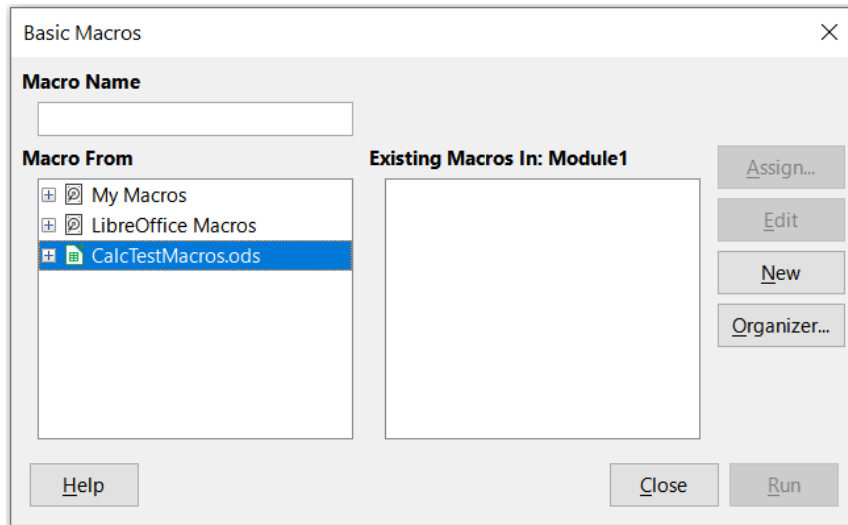 Basic Macros
Macro Name
Macro From
Existing Macros In: Module1
My Macros
LibreOffice Macros
CalcTestMacros.ods
Assign...
Edit
New
Organizer...
Help
Close
Run